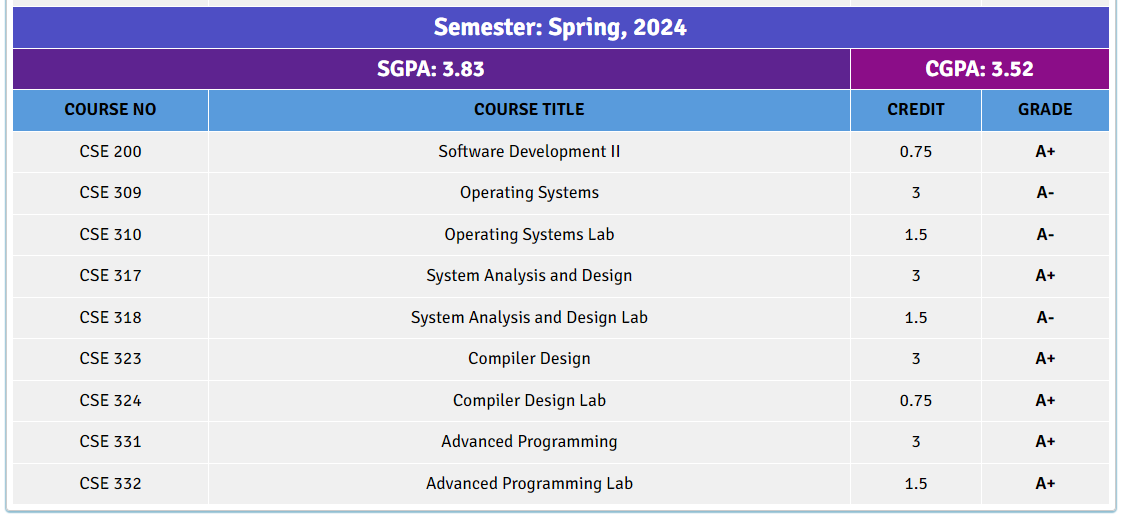 Semester: Spring, 2024
SGPA: 3.83 CGPA: 3.52
COURSE NO COURSE TITLE CREDIT GRADE
CSE 200 Software Development II 0.75 A+
CSE 309 Operating Systems 3 A-
CSE 310 Operating Systems Lab 1.5 A-
CSE 317 System Analysis and Design 3 A+
CSE 318 System Analysis and Design Lab 1.5 A-
CSE 323 Compiler Design 3 A+
CSE 324 Compiler Design Lab 0.75 A+
CSE 331 Advanced Programming 3 A+
CSE 332 Advanced Programming Lab 1.5 A+